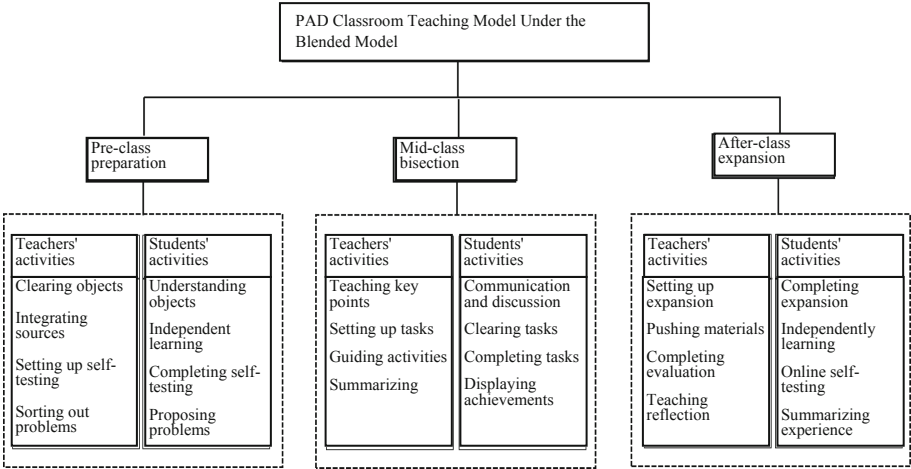 PAD Classroom Teaching Model Under the
Blended Model
Pre-class
preparation
Mid-class
bisection
After-class
expansion
Teachers'
activities
Students'
activities
Clearing objects
Integrating
sources
Setting up self-
testing
Sorting out
problems
Understanding
objects
Independent
learning
Completing self-
testing
Proposing
problems
Teachers'
activities
Students'
activities
Teaching key
points
Setting up tasks
Guiding activities
Summarizing
Communication
and discussion
Clearing tasks
Completing tasks
Displaying
achievements
Teachers'
activities
Students'
activities
Setting up
expansion
Pushing materials
Completing
evaluation
Teaching
reflection
Completing
expansion
Independently
learning
Online self-
testing
Summarizing
experience